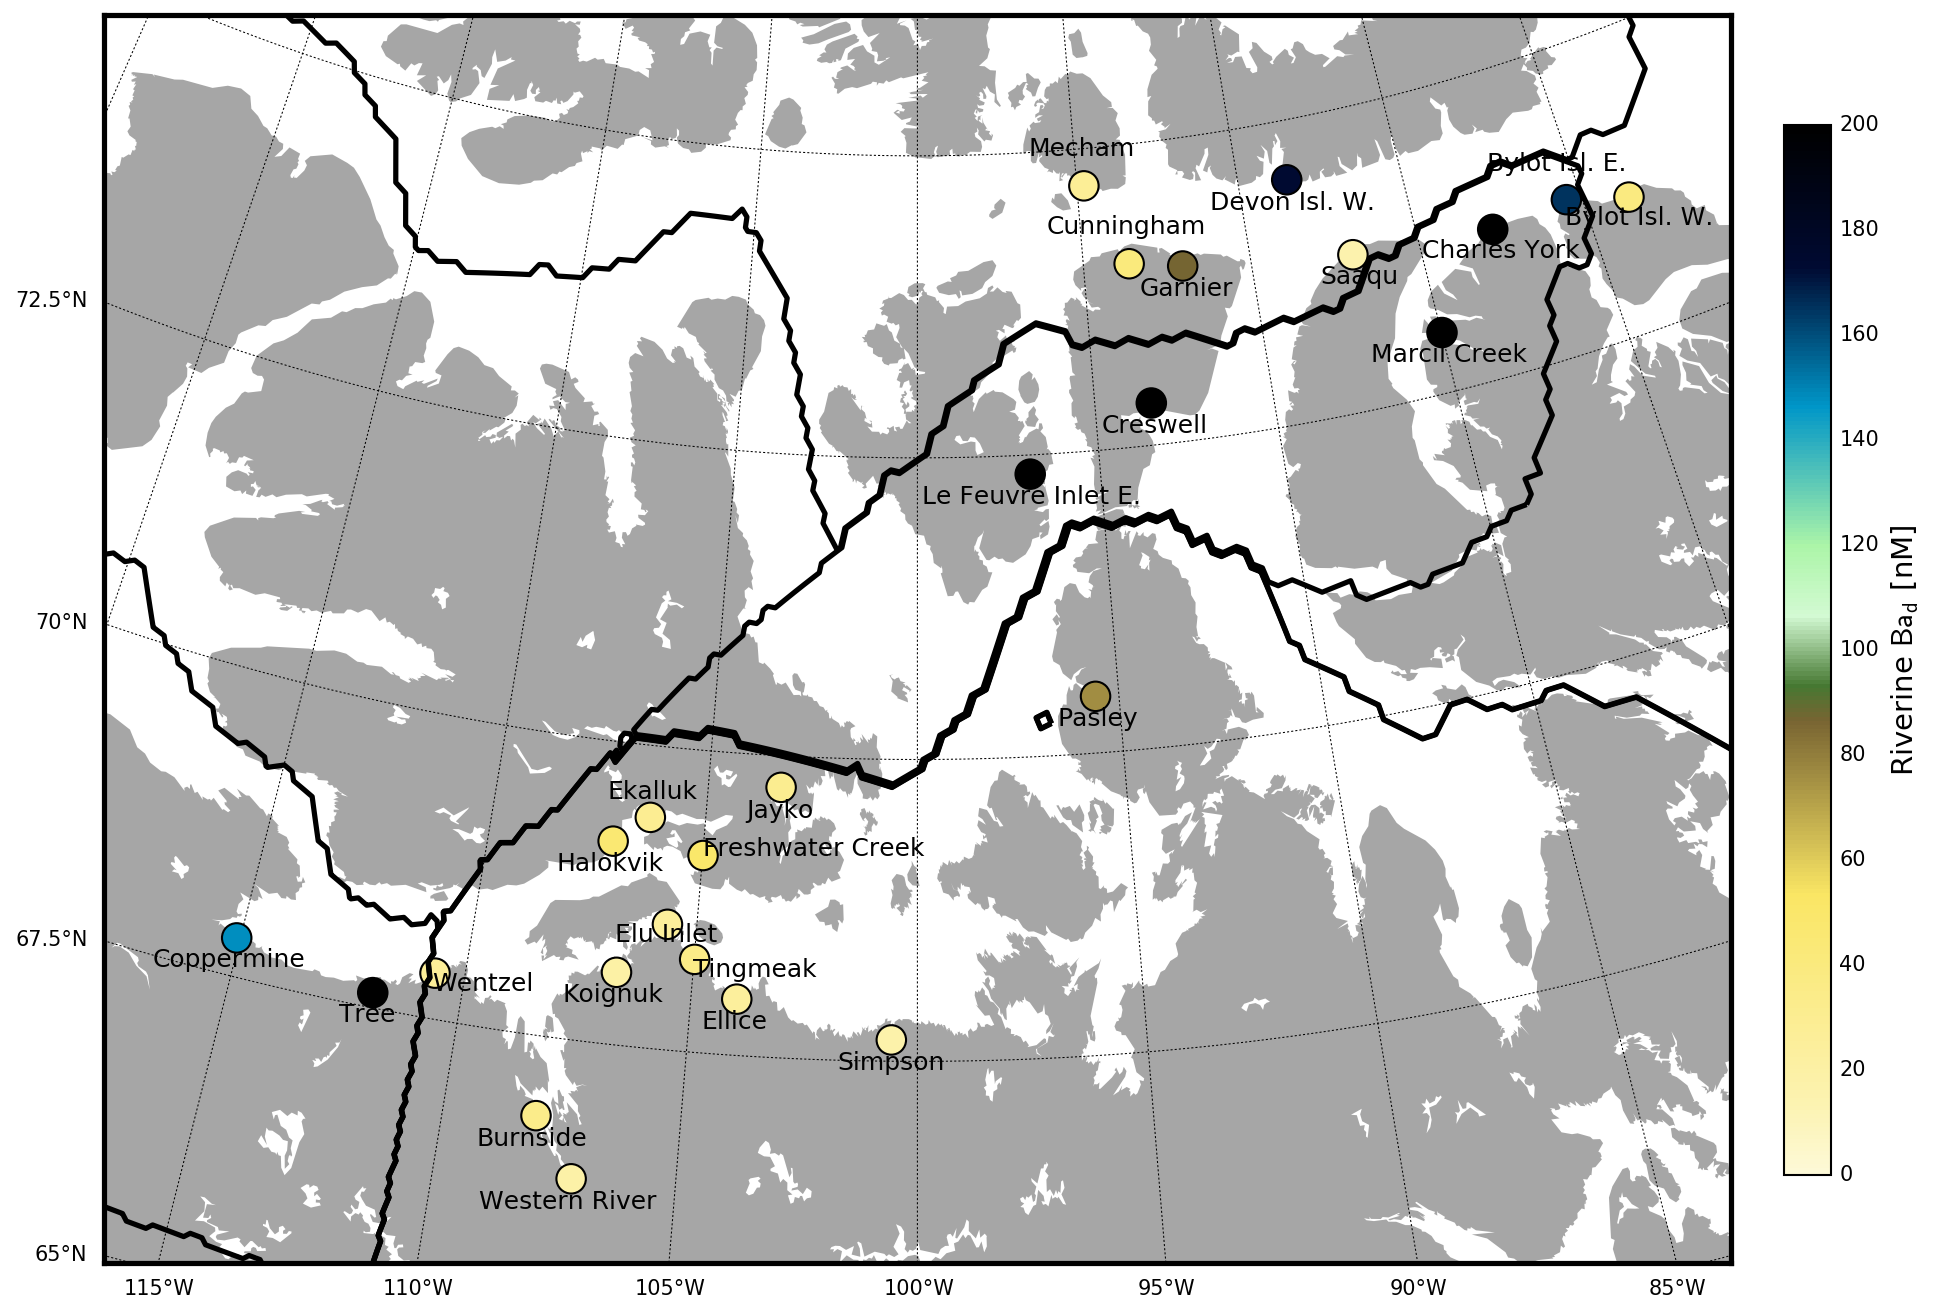 Mecham
Cunningham
Garnier
Devon Isl. W.
Bylot Isl. E.
Bylot Isl. W.
Charles York
Saaqu
Marcil Creek
Creswell
Le Feuvre Inlet E.
Pasley
Ekalluk
Jayko
Halokvik
Freshwater Creek
Elu Inlet
Tingmeak
Koignuk
Ellice
Simpson
Coppermine
Tree
Wentzel
Burnside
Western River
72.5°N
70°N
67.5°N
65°N
115°W
110°W
105°W
100°W
95°W
90°W
85°W
200
180
160
140
120
100
80
60
40
20
0
Riverine Ba_d [nM]